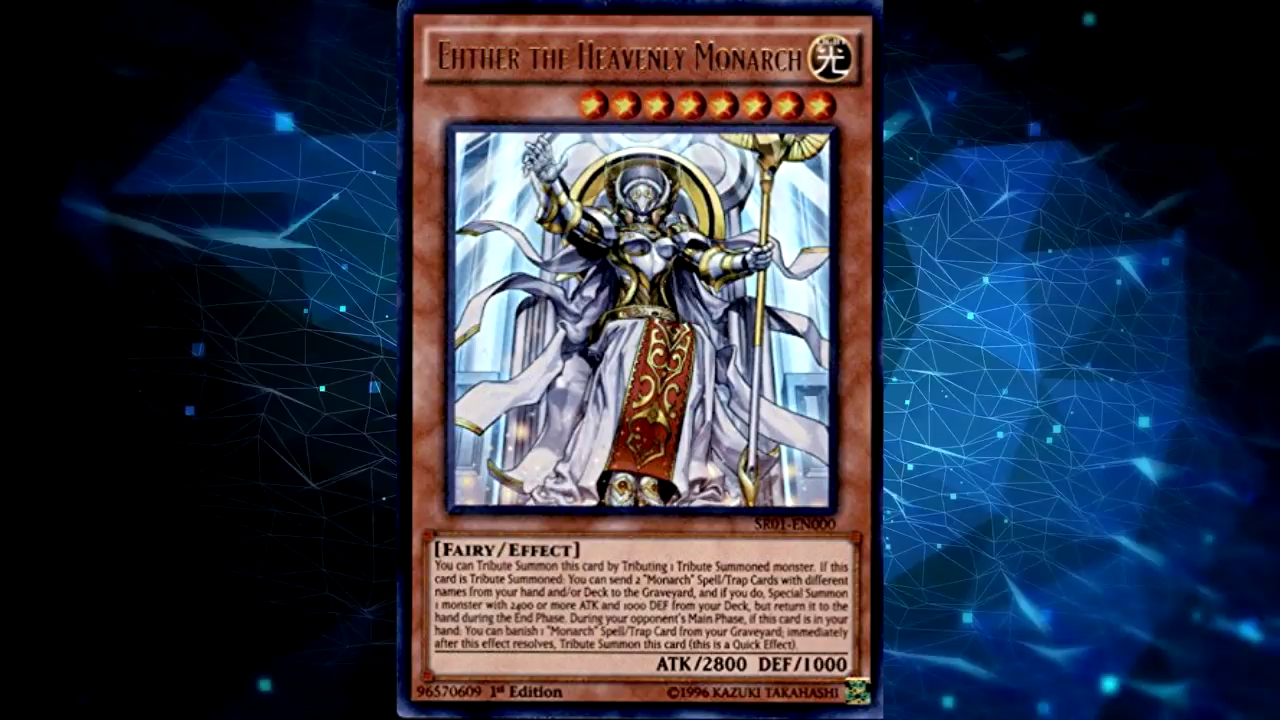 Ehther the Heavenly Monarch
光
SR01-EN000
[Fairy/Effect]
You can Tribute Summon this card by Tributing 1 Tribute Summoned monster. If this
card is Tribute Summoned: You can send 2 "Monarch" Spell/Trap Cards with different
names from your hand and/or Deck to the Graveyard, and if you do, Special Summon
1 monster with 2400 or more ATK and 1000 DEF from your Deck, but return it to the
hand during the End Phase. During your opponent's Main Phase, if this card is in your
hand: You can banish 1 "Monarch" Spell/Trap Card from your Graveyard; immediately
after this effect resolves, Tribute Summon this card (this is a Quick Effect).
ATK/2800 DEF/1000
96570609 1st Edition ©1996 KAZUKI TAKAHASHI